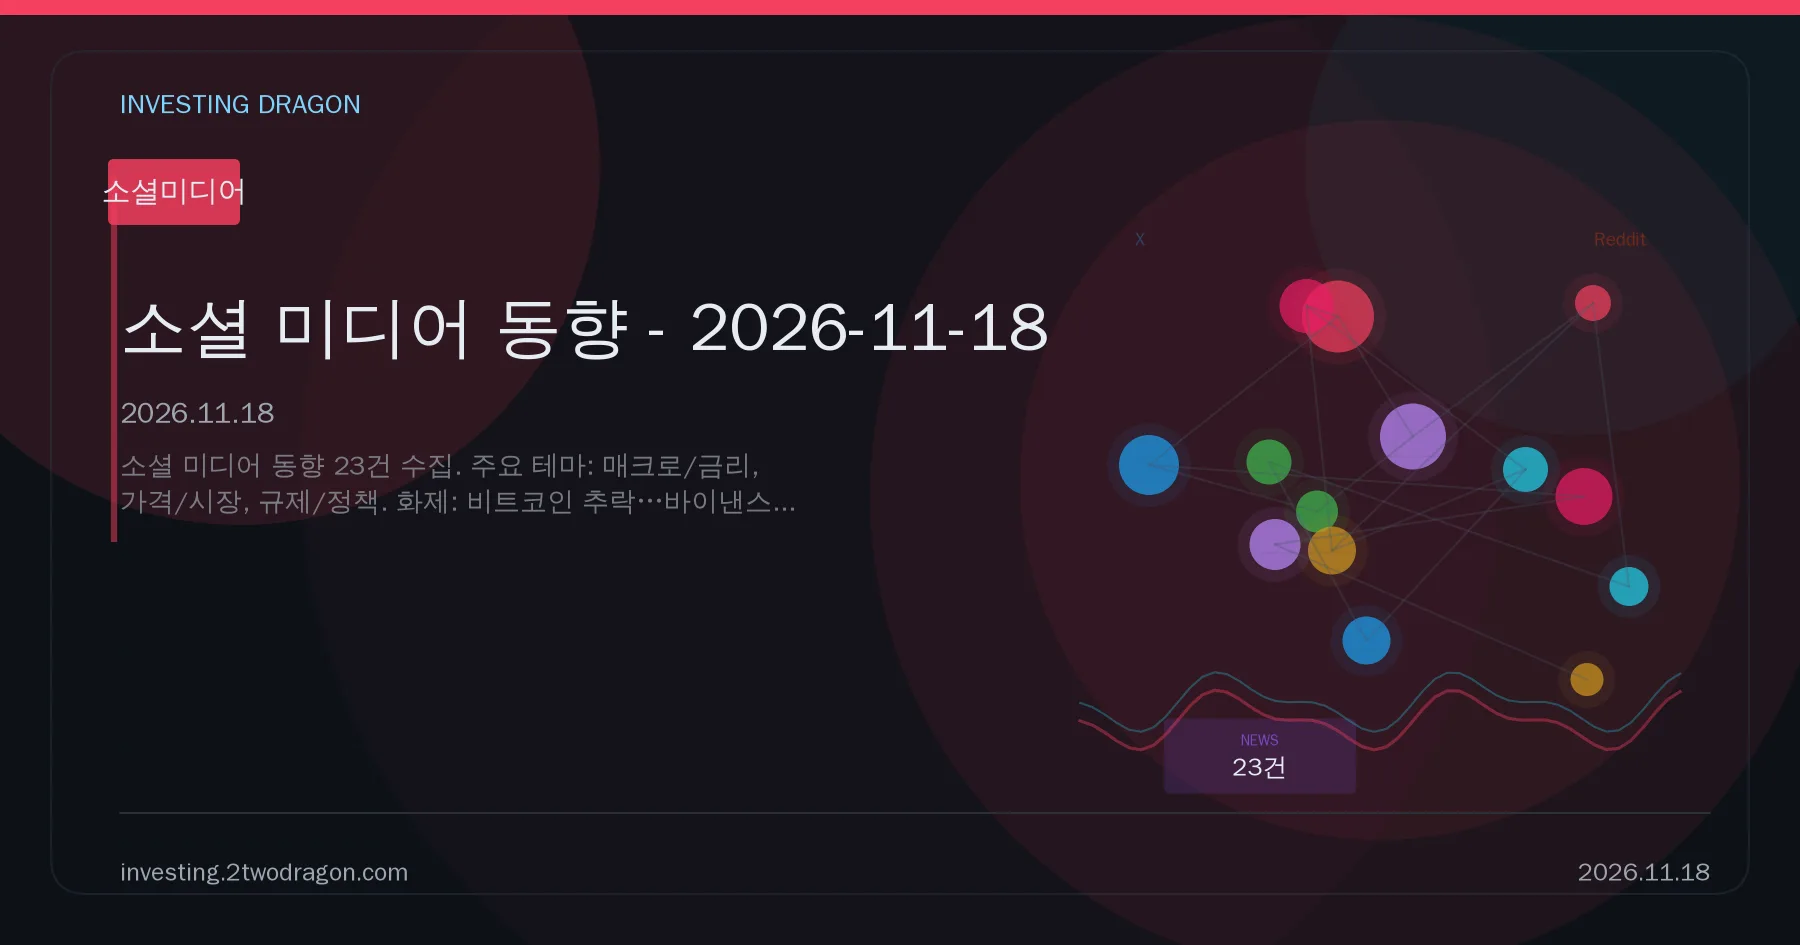 INVESTING DRAGON
소셜미디어
소셜 미디어 동향 - 2026-11-18
2026.11.18
소셜 미디어 동향 23건 수집. 주요 테마: 매크로/금리,
가격/시장, 규제/정책. 화제: 비트코인 추락…바이낸스...
X
Reddit
NEWS
23건
investing.2twodragon.com
2026.11.18